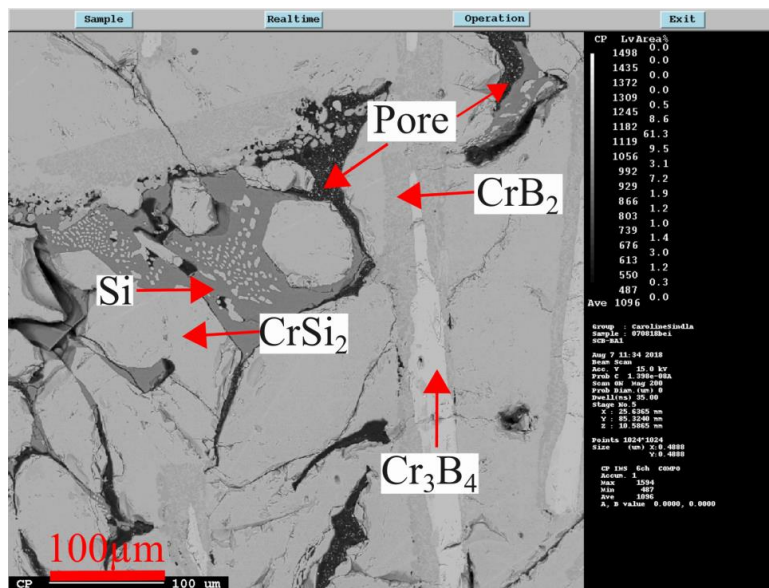 Sample Realtime Operation Exit
CP Lv Area%
1498 0.0
1435 0.0
1372 0.0
1309 0.0
1245 0.5
1182 8.6
1119 61.3
1056 9.5
992 3.1
929 7.2
866 1.9
803 1.2
739 1.0
676 1.4
613 3.0
550 1.2
487 0.3
Ave 1096 0.0
Pore
CrB₂
Si
CrSi₂
Cr₃B₄
Group : CarolineSindla
Sample : 070818bei
SCB-BA1
Aug 7 11:34 2018
Beam Scan
Acc. V 15.0 kV
Prob C 1.398e-08A
Scan ON Mag 200
Prob Diam.(um) 0
Dwell(ms) 35.00
Stage No.5
X : 25.6365 mm
Y : 85.3240 mm
Z : 10.5865 mm
Points 1024*1024
Size (um) X:0.4888
Y:0.4888
CP IMS 6ch COMPO
Accum. 1
Max 1594
Min 487
Ave 1096
A, B value 0.0000, 0.0000
100µm
CP 100 um